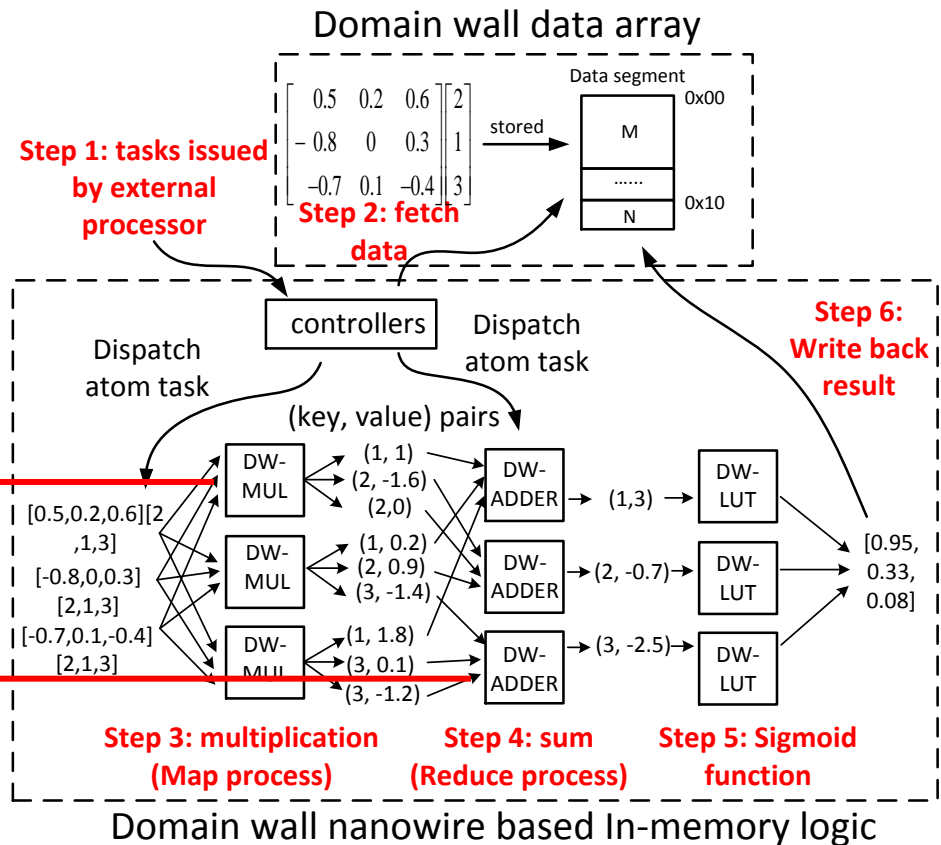 Domain wall data array
Data segment
0.5 0.2 0.6 2
- 0.8 0 0.3 1
-0.7 0.1 -0.4 3
stored
0x00
M
......
N
0x10
Step 1: tasks issued
by external
processor
Step 2: fetch
data
controllers
Dispatch
atom task
Dispatch
atom task
Step 6:
Write back
result
(key, value) pairs
[0.5,0.2,0.6][2
,1,3]
[-0.8,0,0.3]
[2,1,3]
[-0.7,0.1,-0.4]
[2,1,3]
DW-
MUL
DW-
MUL
DW-
MUL
(1, 1)
(2, -1.6)
(2,0)
(1, 0.2)
(2, 0.9)
(3, -1.4)
(1, 1.8)
(3, 0.1)
(3, -1.2)
DW-
ADDER
DW-
ADDER
DW-
ADDER
(1,3)
(2, -0.7)
(3, -2.5)
DW-
LUT
DW-
LUT
DW-
LUT
[0.95,
0.33,
0.08]
Step 3: multiplication
(Map process)
Step 4: sum
(Reduce process)
Step 5: Sigmoid
function
Domain wall nanowire based In-memory logic